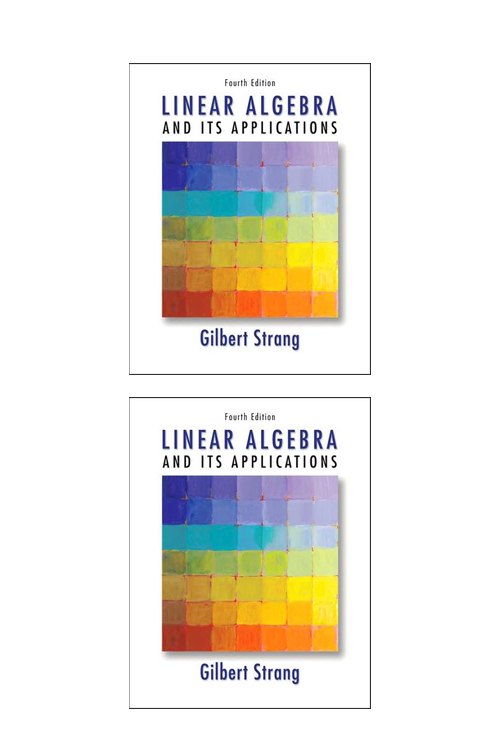 Fourth Edition
LINEAR ALGEBRA
AND ITS APPLICATIONS
Gilbert Strang
Fourth Edition
LINEAR ALGEBRA
AND ITS APPLICATIONS
Gilbert Strang